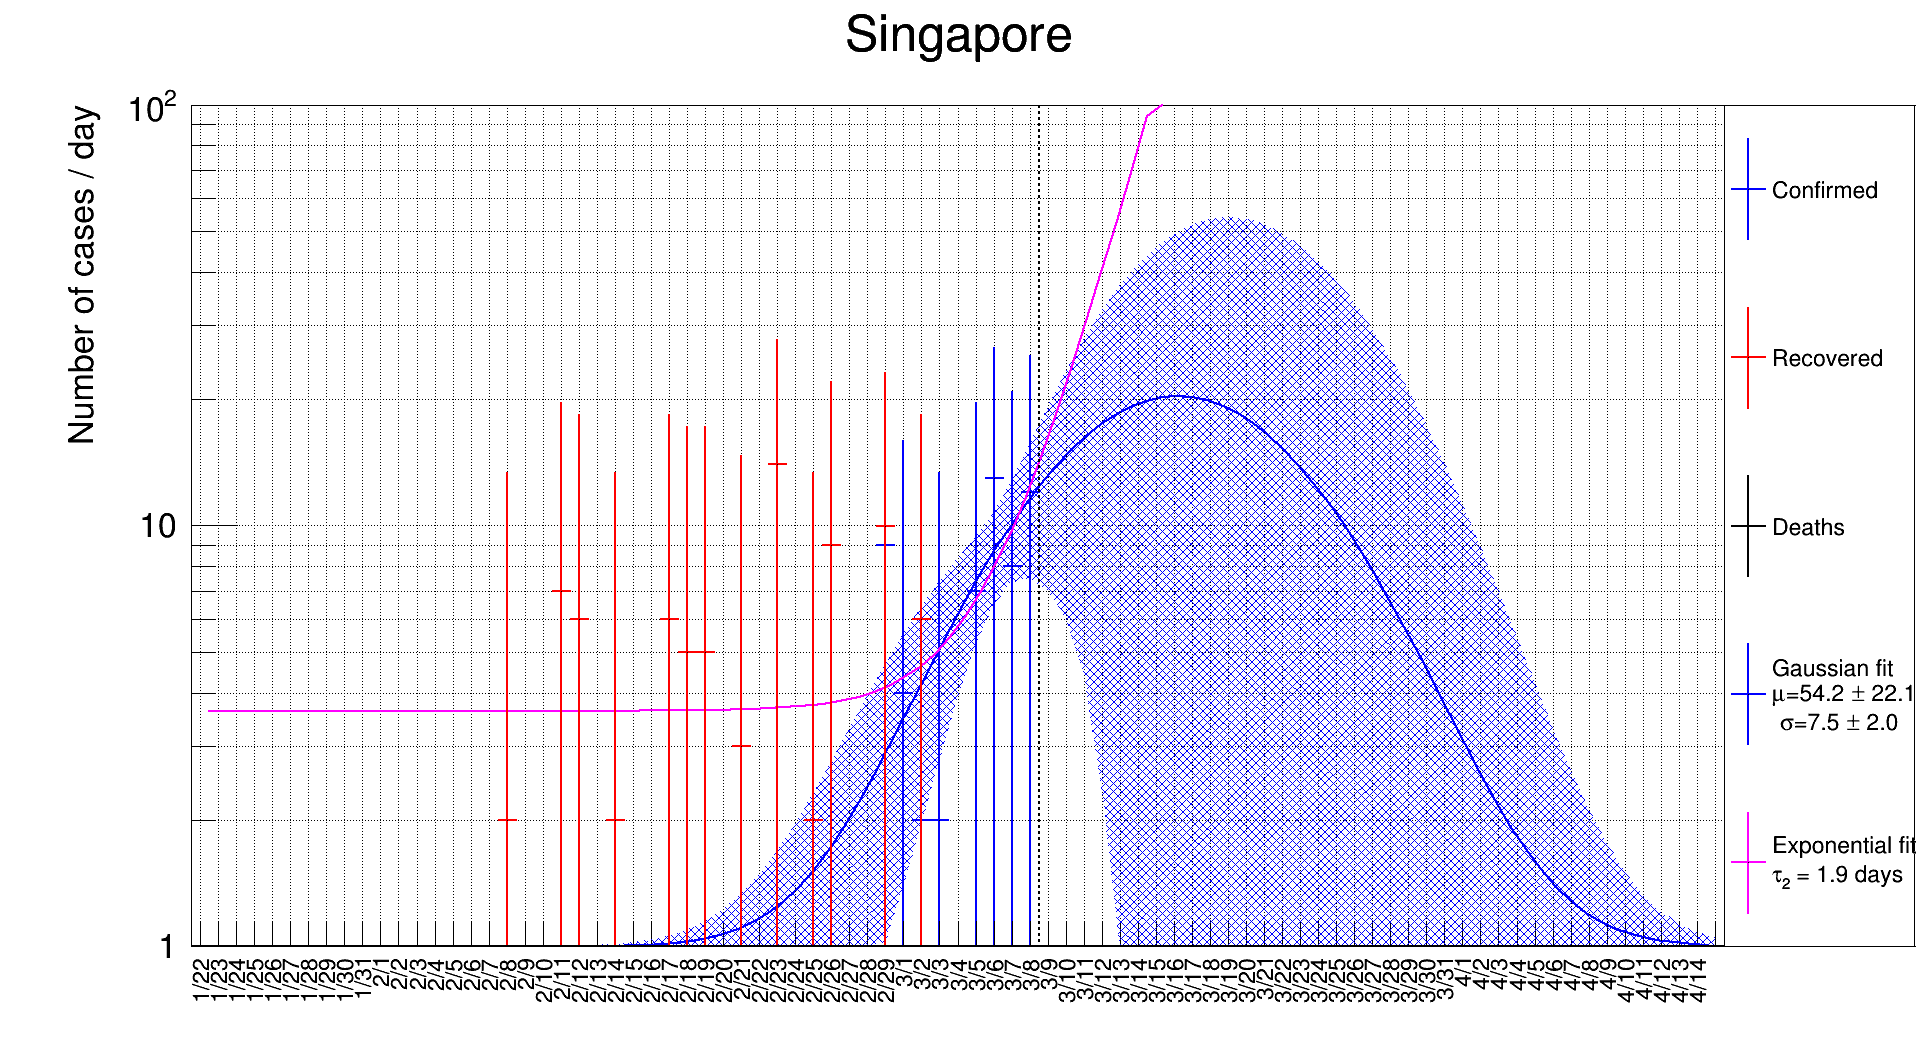 Singapore
Number of cases / day
10²
10
1
1/22 1/23 1/24 1/25 1/26 1/27 1/28 1/29 1/30 1/31 2/1 2/2 2/3 2/4 2/5 2/6 2/7 2/8 2/9 2/10 2/11 2/12 2/13 2/14 2/15 2/16 2/17 2/18 2/19 2/20 2/21 2/22 2/23 2/24 2/25 2/26 2/27 2/28 2/29 3/1 3/2 3/3 3/4 3/5 3/6 3/7 3/8 3/9 3/10 3/11 3/12 3/13 3/14 3/15 3/16 3/17 3/18 3/19 3/20 3/21 3/22 3/23 3/24 3/25 3/26 3/27 3/28 3/29 3/30 3/31 4/1 4/2 4/3 4/4 4/5 4/6 4/7 4/8 4/9 4/10 4/11 4/12 4/13 4/14
Confirmed
Recovered
Deaths
Gaussian fit
μ=54.2 ± 22.1
σ=7.5 ± 2.0
Exponential fit
τ₂ = 1.9 days